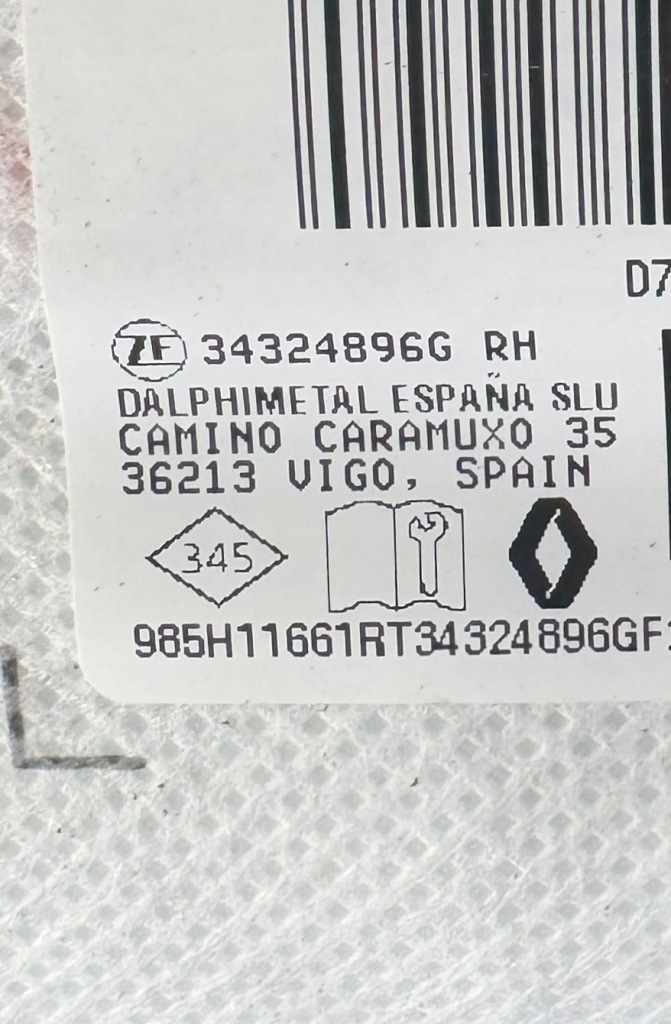 D7
ZF 34324896G RH
DALPHIMETAL ESPAÑA SLU
CAMINO CARAMUXO 35
36213 VIGO, SPAIN
345
985H11661RT34324896GF